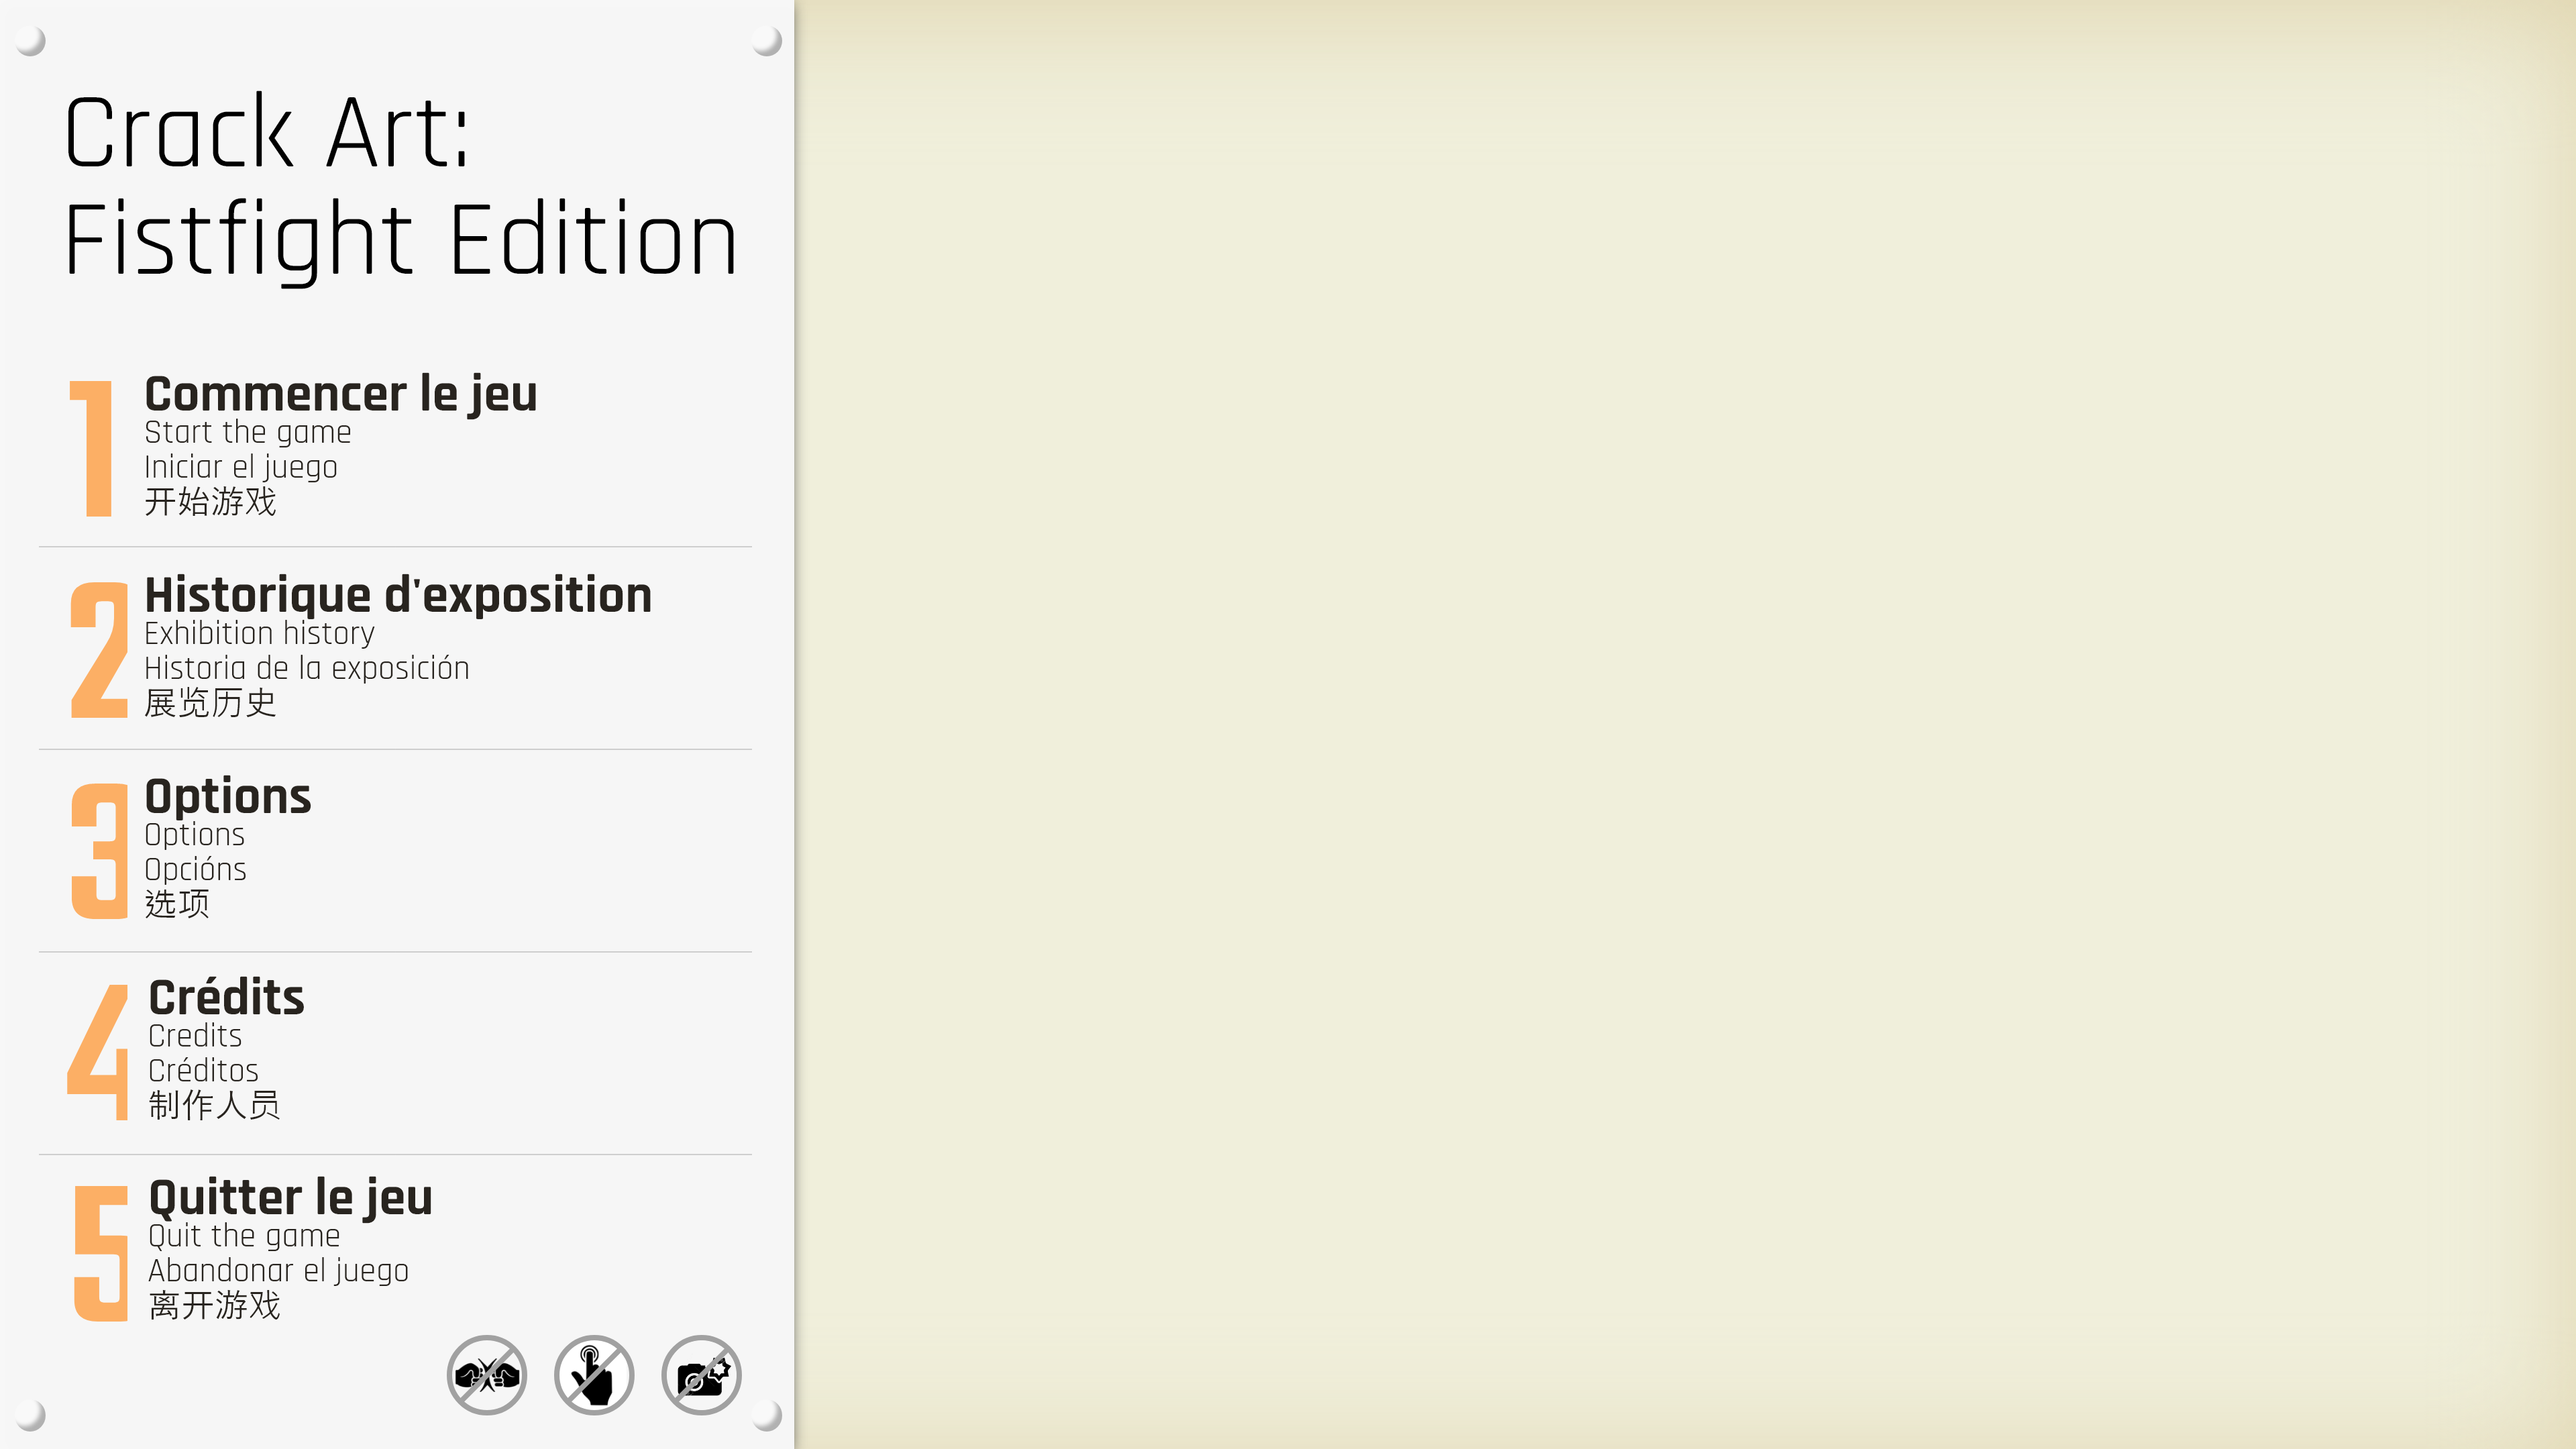 Crack Art:
Fistfight Edition
1
Commencer le jeu
Start the game
Iniciar el juego
开始游戏
2
Historique d'exposition
Exhibition history
Historia de la exposición
展览历史
3
Options
Options
Opcións
选项
4
Crédits
Credits
Créditos
制作人员
5
Quitter le jeu
Quit the game
Abandonar el juego
离开游戏